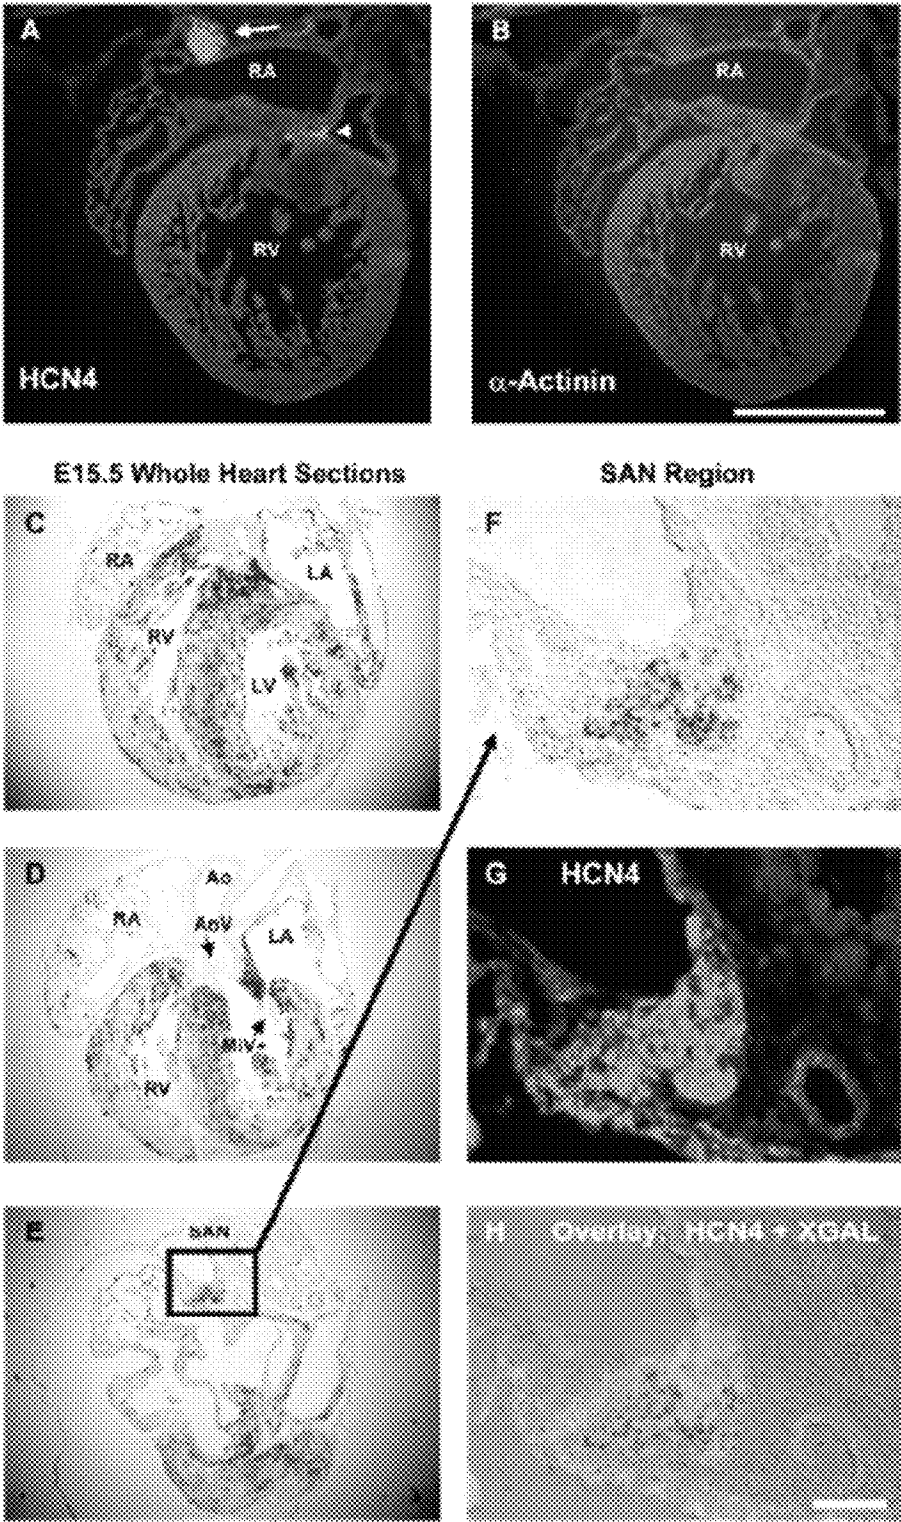 A
RA
RV
HCN4
B
RA
RV
α-Actinin
E15.5 Whole Heart Sections
SAN Region
C
RA
LA
RV
LV
F
D
Ao
RA
AoV
LA
MiV
RV
G HCN4
E
SAN
H Overlay: HCN4 + XGAL